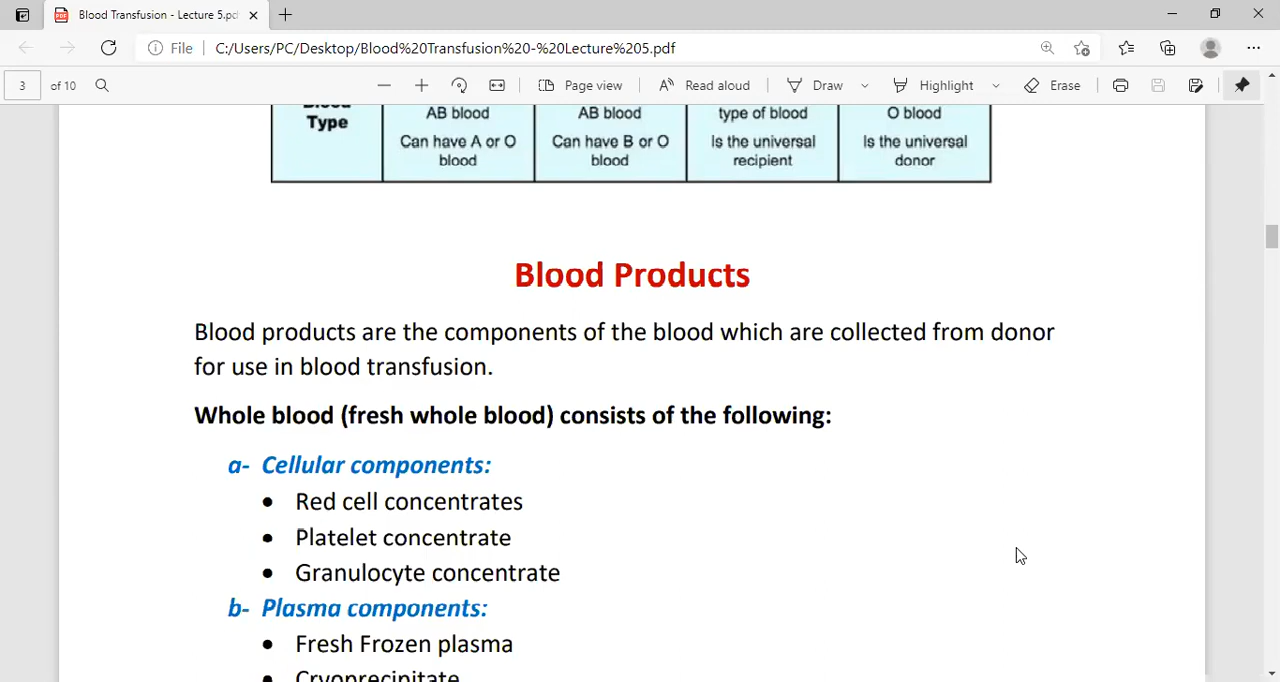 Blood Transfusion - Lecture 5.pd
File
C:/Users/PC/Desktop/Blood%20Transfusion%20-%20Lecture%205.pdf
3 of 10
Page view
Read aloud
Draw
Highlight
Erase
Blood
Type
AB blood
Can have A or O
blood
AB blood
Can have B or O
blood
type of blood
Is the universal
recipient
O blood
Is the universal
donor
Blood Products
Blood products are the components of the blood which are collected from donor
for use in blood transfusion.
Whole blood (fresh whole blood) consists of the following:
a- Cellular components:
• Red cell concentrates
• Platelet concentrate
• Granulocyte concentrate
b- Plasma components:
• Fresh Frozen plasma
• Cryoprecipitate